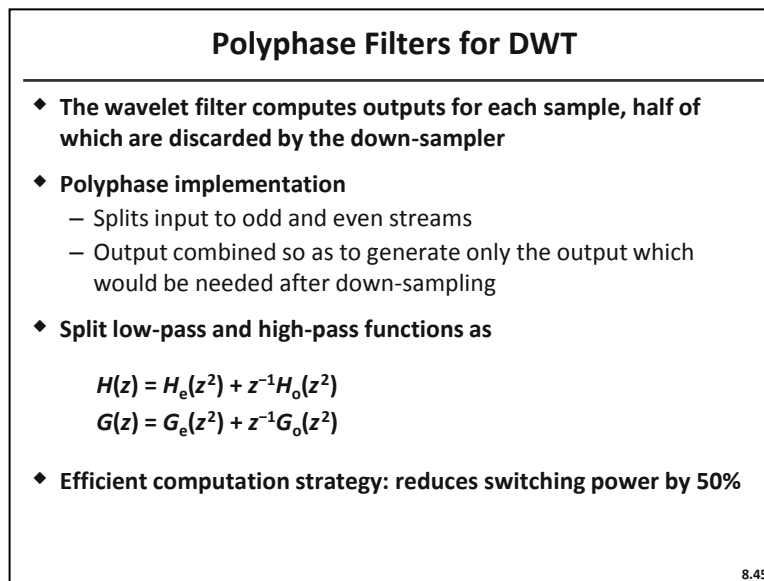 Polyphase Filters for DWT
◆ The wavelet filter computes outputs for each sample, half of
which are discarded by the down-sampler
◆ Polyphase implementation
– Splits input to odd and even streams
– Output combined so as to generate only the output which
would be needed after down-sampling
◆ Split low-pass and high-pass functions as
H(z) = Hₑ(z²) + z⁻¹Hₒ(z²)
G(z) = Gₑ(z²) + z⁻¹Gₒ(z²)
◆ Efficient computation strategy: reduces switching power by 50%
8.45